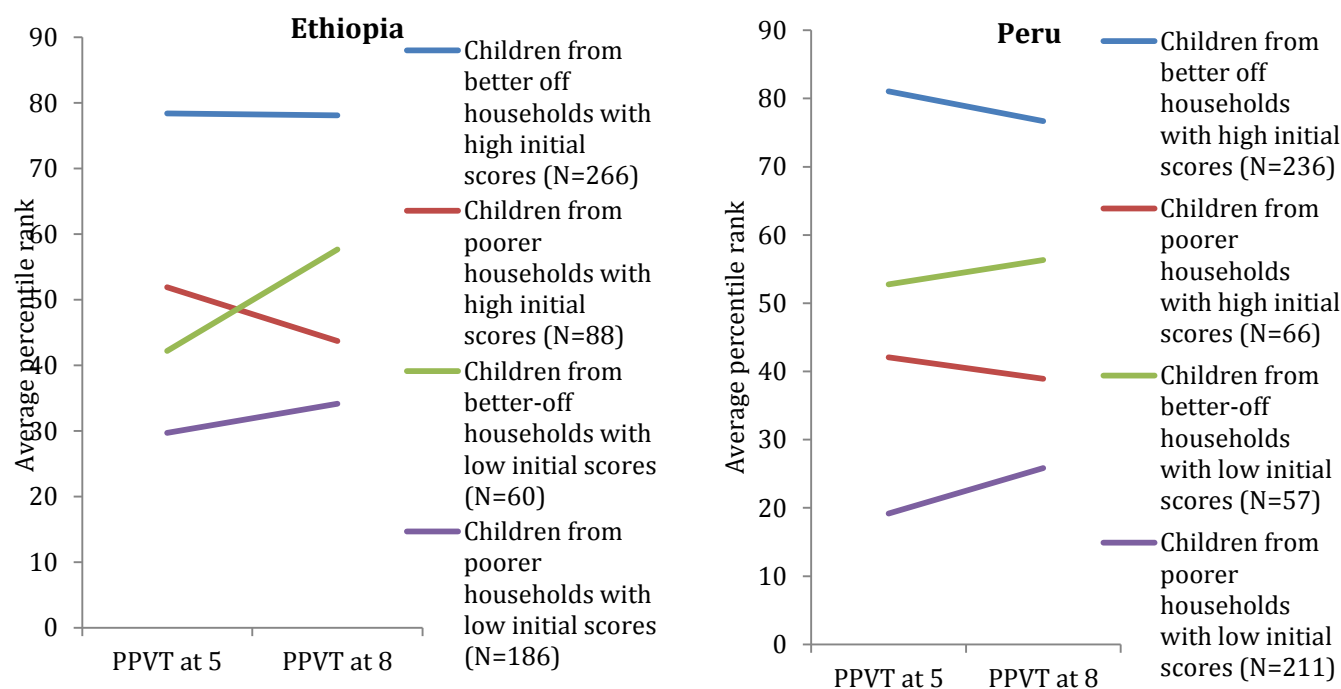 Ethiopia
90
80
70
60
50
40
30
20
10
0
Average percentile rank
PPVT at 5
PPVT at 8
Children from
better off
households with
high initial
scores (N=266)
Children from
poorer
households with
high initial
scores (N=88)
Children from
better-off
households with
low initial scores
(N=60)
Children from
poorer
households with
low initial scores
(N=186)
Peru
90
80
70
60
50
40
30
20
10
0
Average percentile rank
PPVT at 5
PPVT at 8
Children from
better off
households
with high initial
scores (N=236)
Children from
poorer
households
with high initial
scores (N=66)
Children from
better-off
households
with low initial
scores (N=57)
Children from
poorer
households
with low initial
scores (N=211)